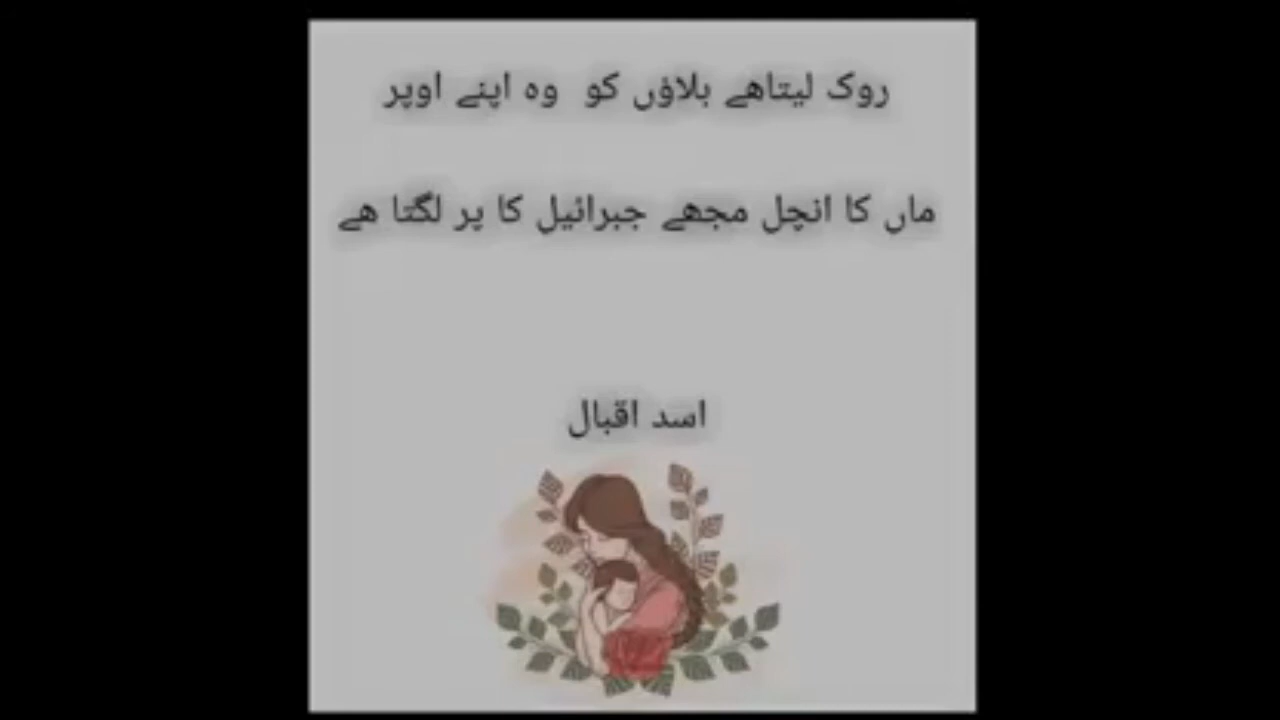 روک لیتاھے بلاؤں کو وہ اپنے اوپر
ماں کا انچل مجھے جبرائیل کا پر لگتا ھے
اسد اقبال